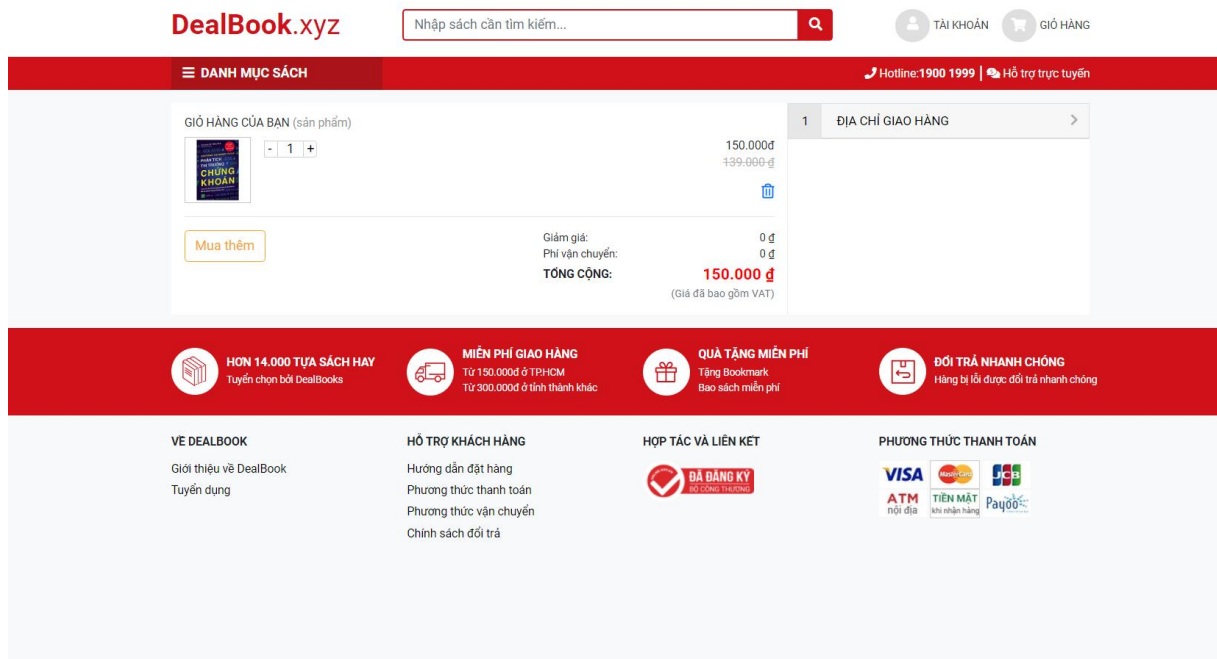 DealBook.xyz
Nhập sách cần tìm kiếm...
TÀI KHOẢN
GIỎ HÀNG
DANH MỤC SÁCH
Hotline:1900 1999 | Hỗ trợ trực tuyến
GIỎ HÀNG CỦA BẠN (sản phẩm)
PHÂN TÍCH
THỊ TRƯỜNG
CHỨNG
KHOÁN
- 1 +
150.000đ
139.000 ₫
Mua thêm
Giảm giá: 0 ₫
Phí vận chuyển: 0 ₫
TỔNG CỘNG: 150.000 ₫
(Giá đã bao gồm VAT)
1 ĐỊA CHỈ GIAO HÀNG
HƠN 14.000 TỰA SÁCH HAY
Tuyển chọn bởi DealBooks
MIỄN PHÍ GIAO HÀNG
Từ 150.000đ ở TP.HCM
Từ 300.000đ ở tỉnh thành khác
QUÀ TẶNG MIỄN PHÍ
Tặng Bookmark
Bao sách miễn phí
ĐỔI TRẢ NHANH CHÓNG
Hàng bị lỗi được đổi trả nhanh chóng
VỀ DEALBOOK
Giới thiệu về DealBook
Tuyển dụng
HỖ TRỢ KHÁCH HÀNG
Hướng dẫn đặt hàng
Phương thức thanh toán
Phương thức vận chuyển
Chính sách đổi trả
HỢP TÁC VÀ LIÊN KẾT
ĐÃ ĐĂNG KÝ
BỘ CÔNG THƯƠNG
PHƯƠNG THỨC THANH TOÁN
VISA
MasterCard
JCB
ATM
nội địa
TIỀN MẶT
khi nhận hàng
Payoo